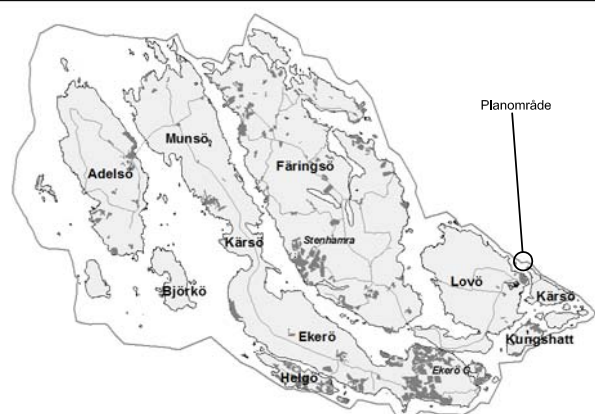 Planområde
Munsö
Färingsö
Adelsö
Stenhamra
Kärsö
Lovö
Björkö
Kärsö
Ekerö
Kungshatt
Ekerö C
Helgö